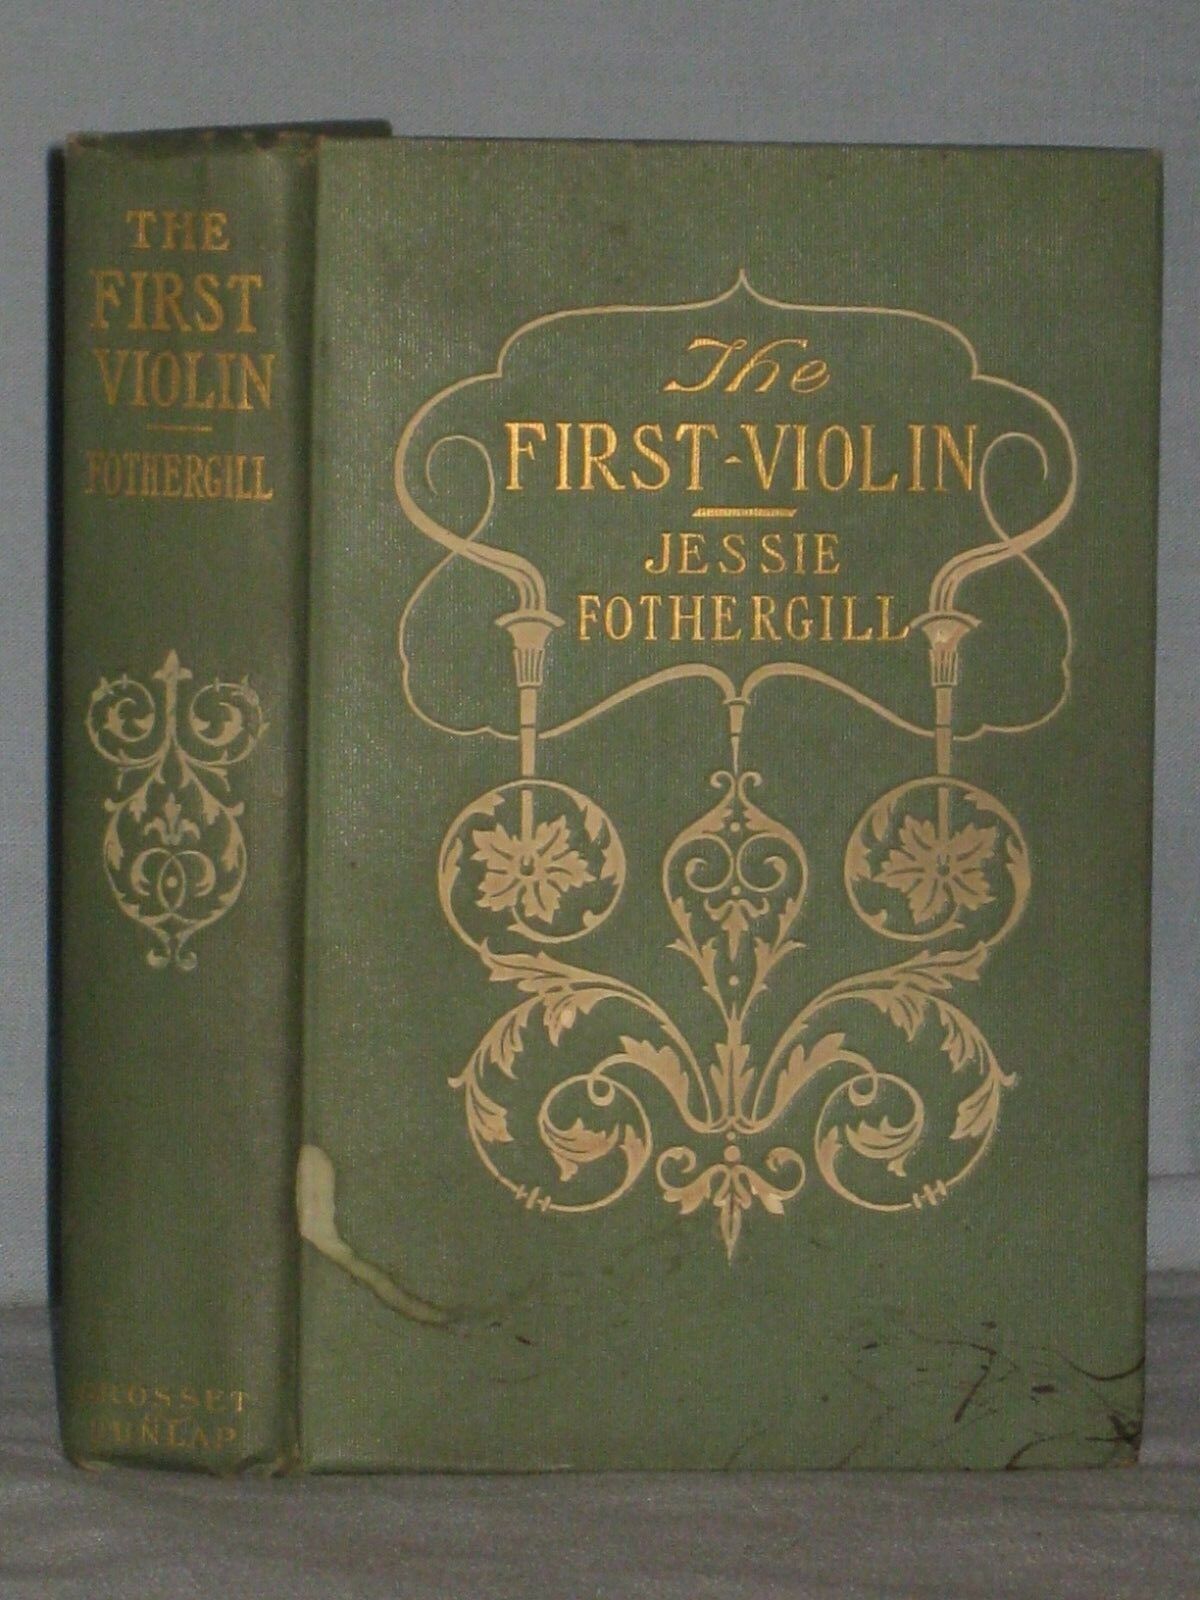 THE
FIRST
VIOLIN
FOTHERGILL
GROSSET
DUNLAP
The
FIRST-VIOLIN
JESSIE
FOTHERGILL